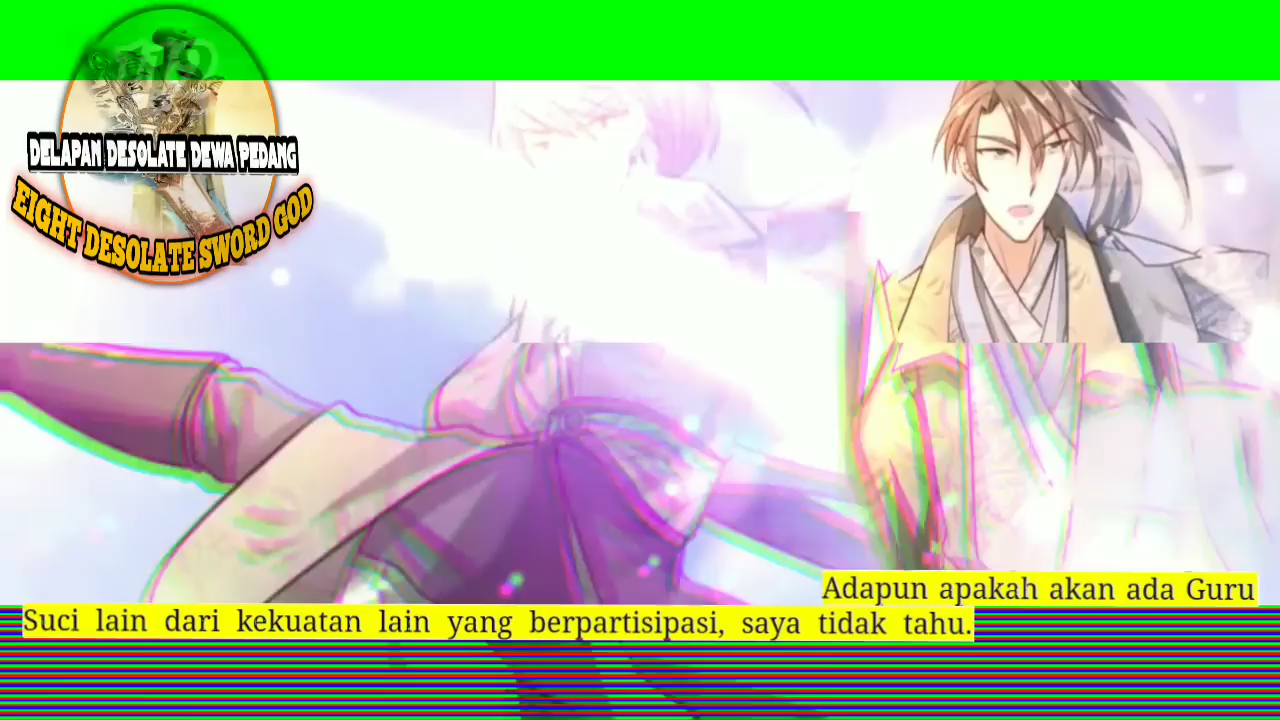 DELAPAN DESOLATE DEWA PEDANG
EIGHT DESOLATE SWORD GOD
Adapun apakah akan ada Guru
Suci lain dari kekuatan lain yang berpartisipasi, saya tidak tahu.